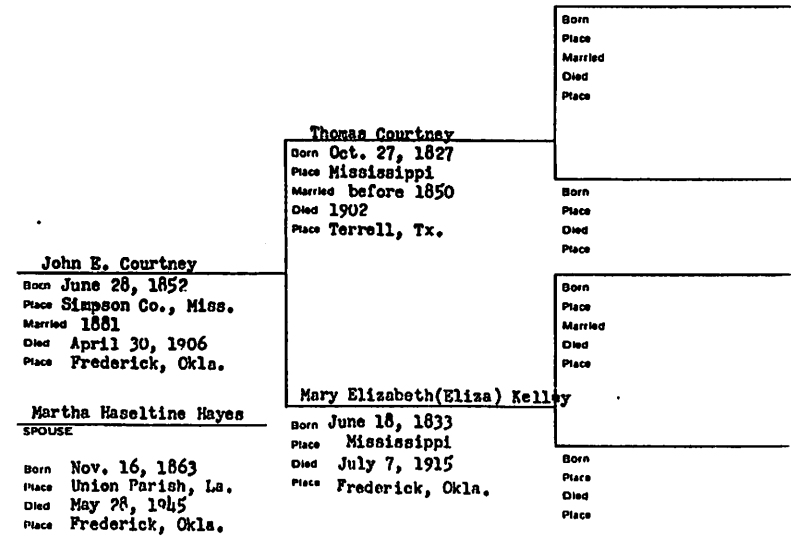 Born
Place
Married
Died
Place
Thomas Courtney
Born Oct. 27, 1827
Place Mississippi
Married before 1850
Died 1902
Place Terrell, Tx.
Born
Place
Died
Place
John E. Courtney
Born June 28, 1852
Place Simpson Co., Miss.
Married 1881
Died April 30, 1906
Place Frederick, Okla.
Born
Place
Married
Died
Place
Mary Elizabeth(Eliza) Kelley
Born June 18, 1833
Place Mississippi
Died July 7, 1915
Place Frederick, Okla.
Martha Haseltine Hayes
SPOUSE
Born Nov. 16, 1863
Place Union Parish, La.
Died May 28, 1945
Place Frederick, Okla.
Born
Place
Died
Place